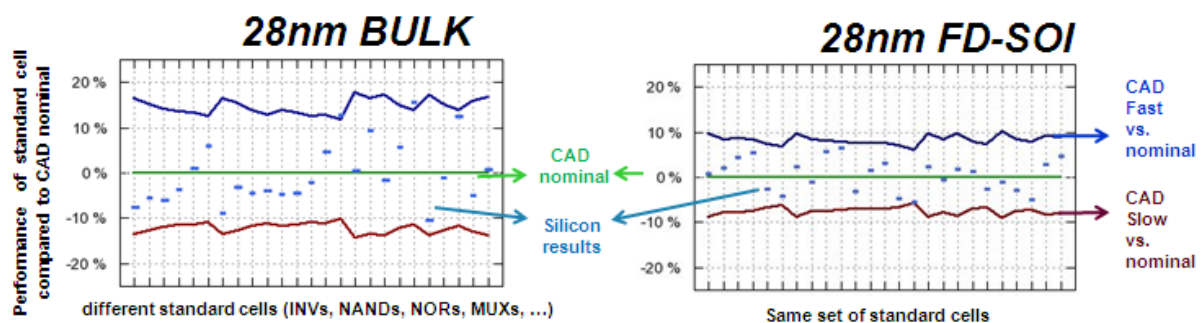 28nm BULK
28nm FD-SOI
Performance of standard cell
compared to CAD nominal
20 %
10 %
0 %
-10 %
-20 %
CAD
nominal
Silicon
results
20 %
10 %
0 %
-10 %
-20 %
CAD
Fast
vs.
nominal
CAD
Slow
vs.
nominal
different standard cells (INVs, NANDs, NORs, MUXs, ...)
Same set of standard cells